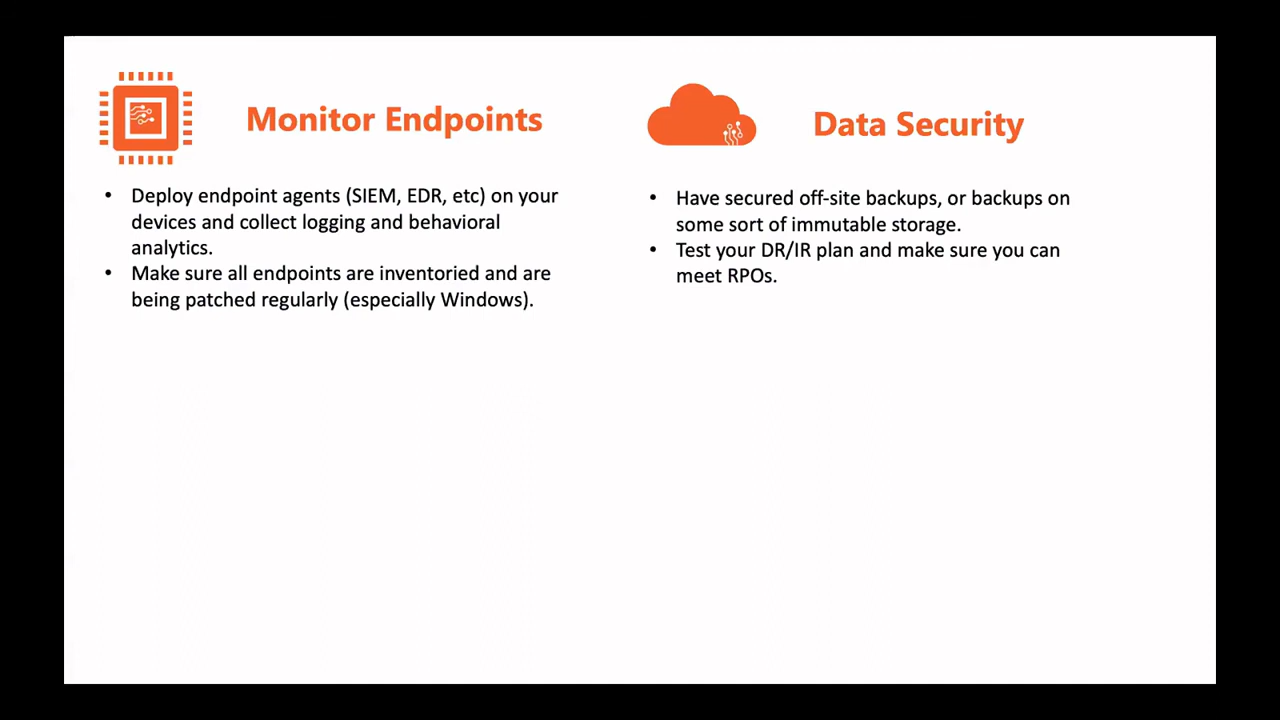 Monitor Endpoints
• Deploy endpoint agents (SIEM, EDR, etc) on your
devices and collect logging and behavioral
analytics.
• Make sure all endpoints are inventoried and are
being patched regularly (especially Windows).
Data Security
• Have secured off-site backups, or backups on
some sort of immutable storage.
• Test your DR/IR plan and make sure you can
meet RPOs.